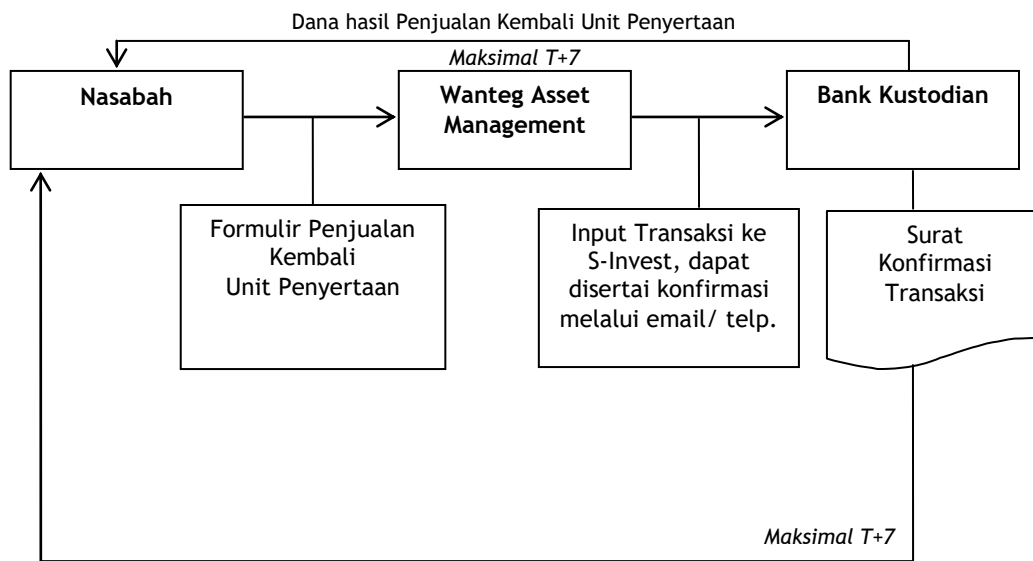 Dana hasil Penjualan Kembali Unit Penyertaan
Maksimal T+7
Nasabah
Wanteg Asset
Management
Bank Kustodian
Formulir Penjualan
Kembali
Unit Penyertaan
Input Transaksi ke
S-Invest, dapat
disertai konfirmasi
melalui email/ telp.
Surat
Konfirmasi
Transaksi
Maksimal T+7